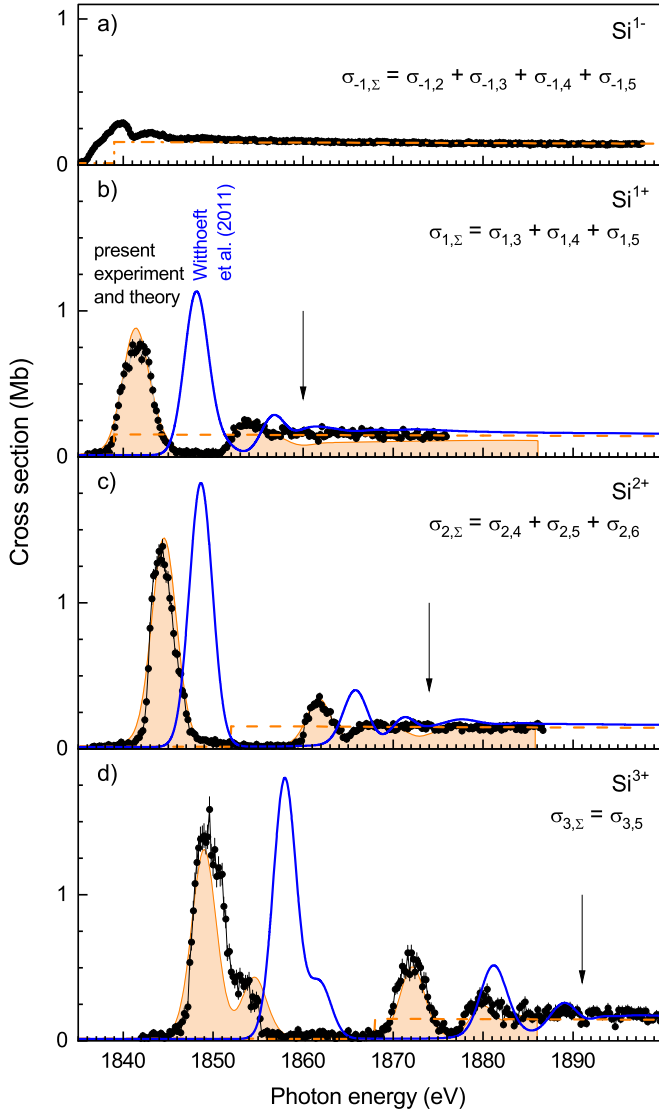 a)
Si1-
σ-1,Σ = σ-1,2 + σ-1,3 + σ-1,4 + σ-1,5
1
0
b)
Si1+
σ1,Σ = σ1,3 + σ1,4 + σ1,5
present
experiment
and theory
Witthoeft
et al. (2011)
1
0
c)
Si2+
σ2,Σ = σ2,4 + σ2,5 + σ2,6
1
0
d)
Si3+
σ3,Σ = σ3,5
1
0
Cross section (Mb)
1840 1850 1860 1870 1880 1890
Photon energy (eV)